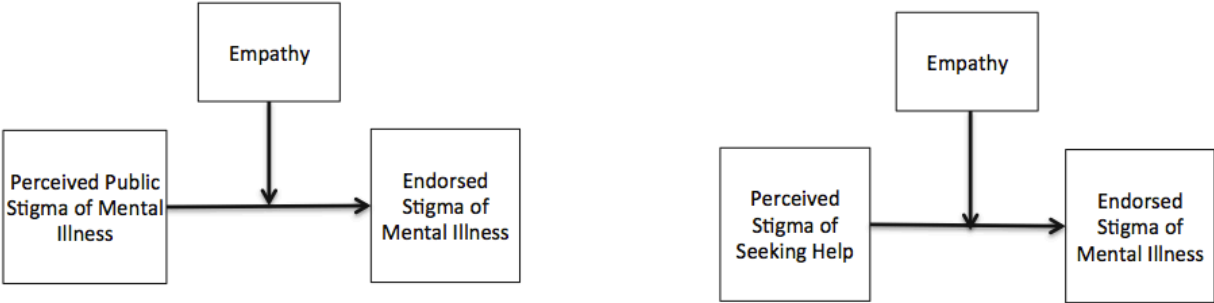 Empathy
Perceived Public
Stigma of Mental
Illness
Endorsed
Stigma of
Mental Illness
Empathy
Perceived
Stigma of
Seeking Help
Endorsed
Stigma of
Mental Illness